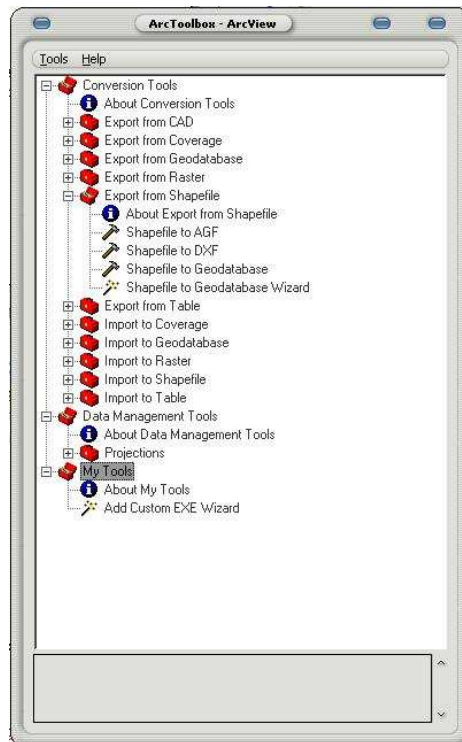 ArcToolbox - ArcView
Tools Help
Conversion Tools
About Conversion Tools
Export from CAD
Export from Coverage
Export from Geodatabase
Export from Raster
Export from Shapefile
About Export from Shapefile
Shapefile to AGF
Shapefile to DXF
Shapefile to Geodatabase
Shapefile to Geodatabase Wizard
Export from Table
Import to Coverage
Import to Geodatabase
Import to Raster
Import to Shapefile
Import to Table
Data Management Tools
About Data Management Tools
Projections
My Tools
About My Tools
Add Custom EXE Wizard